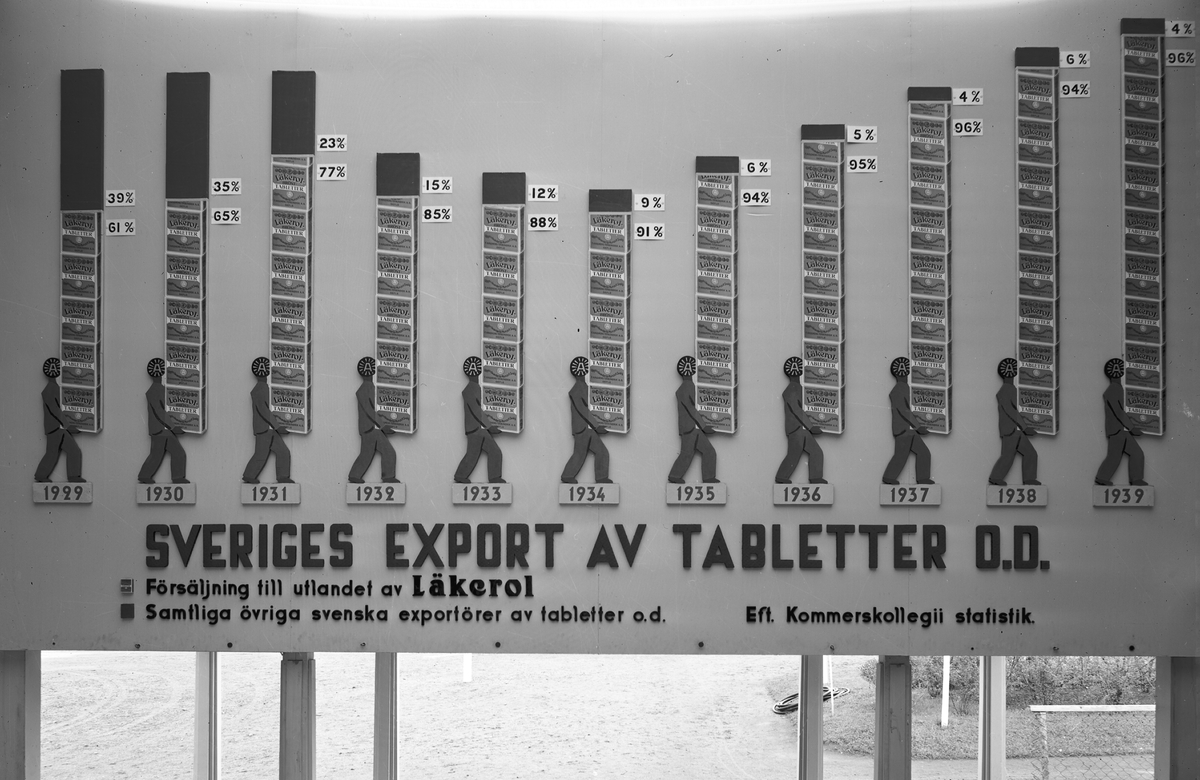 39% 35% 23% 15% 12% 9% 6% 5% 4% 6% 4%
61% 65% 77% 85% 88% 91% 94% 95% 96% 94% 96%
Läkerol
TABLETTER
A A A A A A A A A A A
1929 1930 1931 1932 1933 1934 1935 1936 1937 1938 1939
SVERIGES EXPORT AV TABLETTER O.D.
Försäljning till utlandet av Läkerol
Samtliga övriga svenska exportörer av tabletter o.d. Eft. Kommerskollegii statistik.